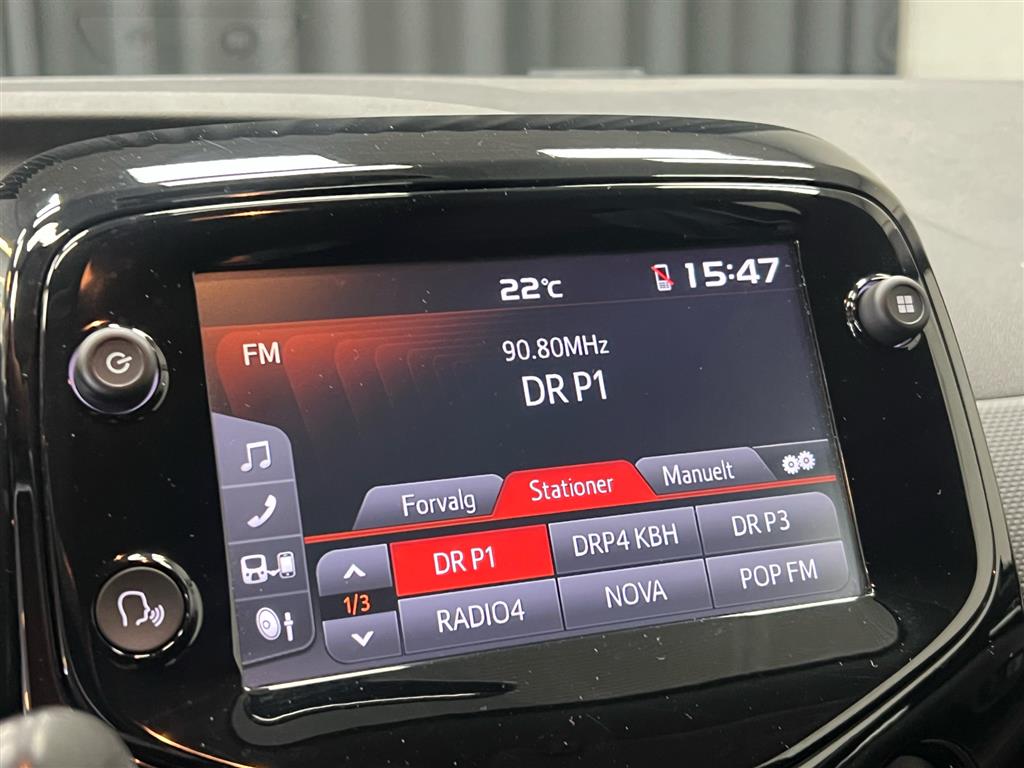 22°C 15:47
FM 90.80MHz
DR P1
Forvalg Stationer Manuelt
DR P1 DRP4 KBH DR P3
1/3
RADIO4 NOVA POP FM